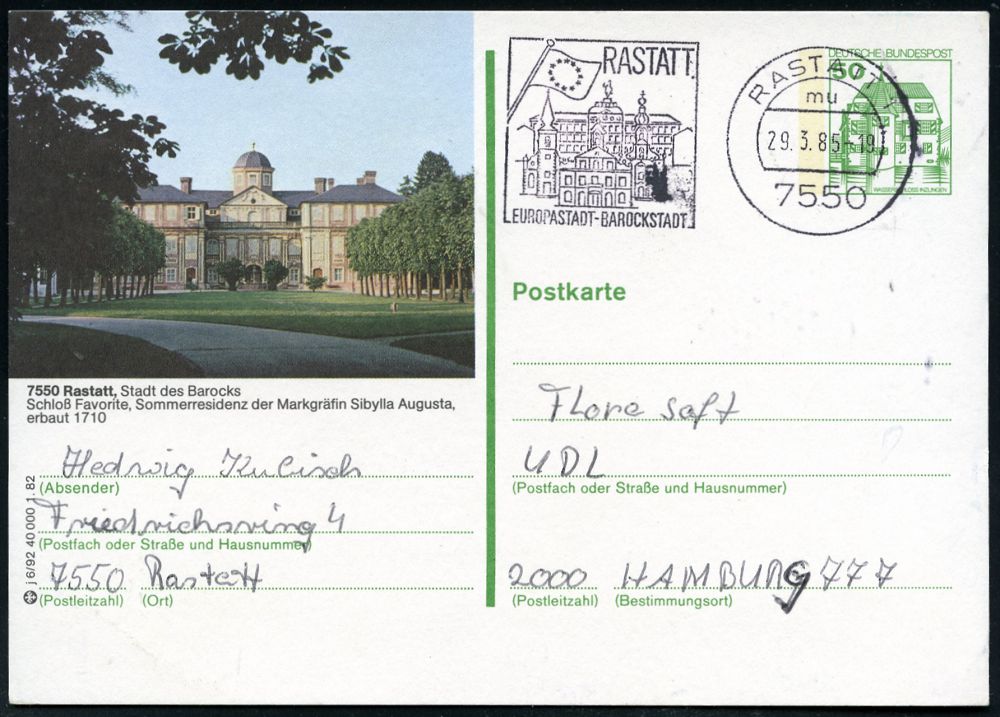 7550 Rastatt, Stadt des Barocks
Schloß Favorite, Sommerresidenz der Markgräfin Sibylla Augusta,
erbaut 1710
Hedwig Kubisch
(Absender)
Friedrichsring 4
(Postfach oder Straße und Hausnummer)
7550 Rastatt
(Postleitzahl) (Ort)
j 6/92 40 000 1.82
RASTATT
EUROPASTADT-BAROCKSTADT
RASTATT 1
mu
29.3.85-19
7550
DEUTSCHE BUNDESPOST
50
WASSERSCHLOSS INZLINGEN
Postkarte
Flore saft
UDL
(Postfach oder Straße und Hausnummer)
2000 HAMBURG 777
(Postleitzahl) (Bestimmungsort)